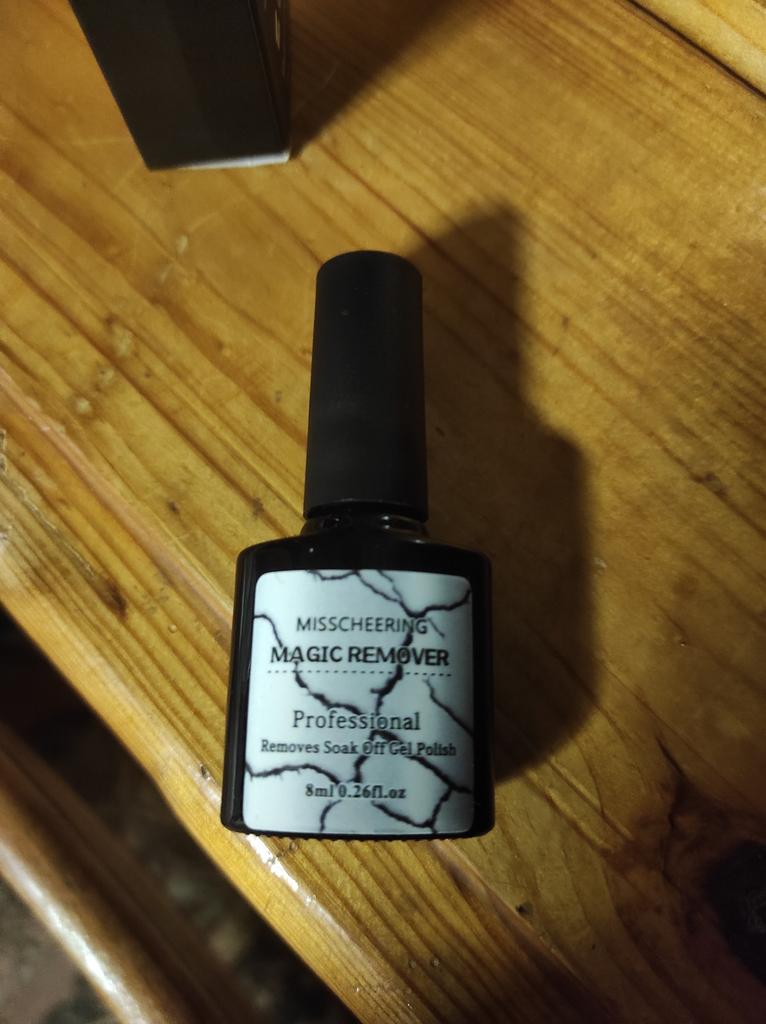 MISSCHEERING
MAGIC REMOVER
Professional
Removes Soak Off Gel Polish
8ml 0.26fl.oz